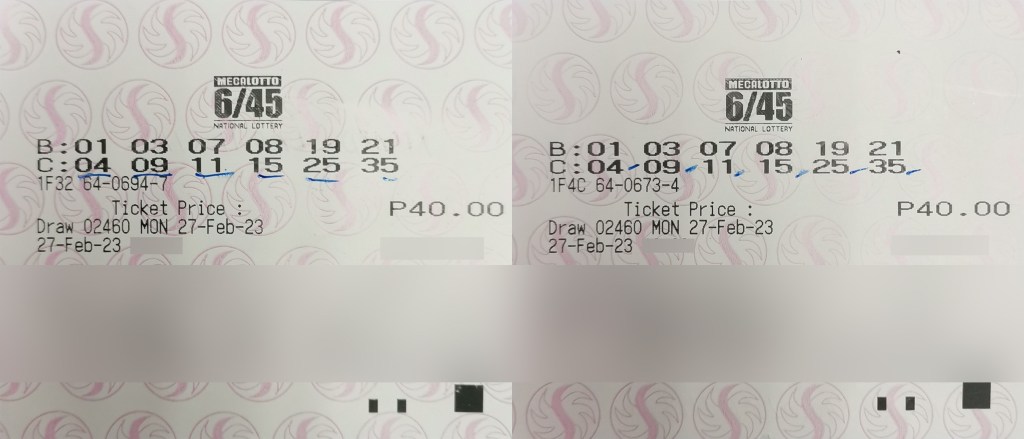 MEGALOTTO
6/45
NATIONAL LOTTERY
B:01 03 07 08 19 21
C:04 09 11 15 25 35
1F32 64-0694-7
Ticket Price :
P40.00
Draw 02460 MON 27-Feb-23
27-Feb-23
MEGALOTTO
6/45
NATIONAL LOTTERY
B:01 03 07 08 19 21
C:04 09 11 15 25 35
1F4C 64-0673-4
Ticket Price :
P40.00
Draw 02460 MON 27-Feb-23
27-Feb-23